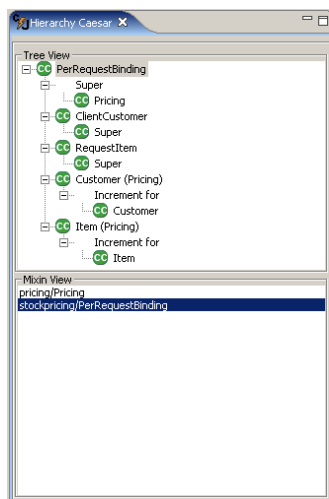 Hierarchy Caesar
Tree View
CC PerRequestBinding
Super
CC Pricing
CC ClientCustomer
CC Super
CC RequestItem
CC Super
CC Customer (Pricing)
Increment for
CC Customer
CC Item (Pricing)
Increment for
CC Item
Mixin View
pricing/Pricing
stockpricing/PerRequestBinding